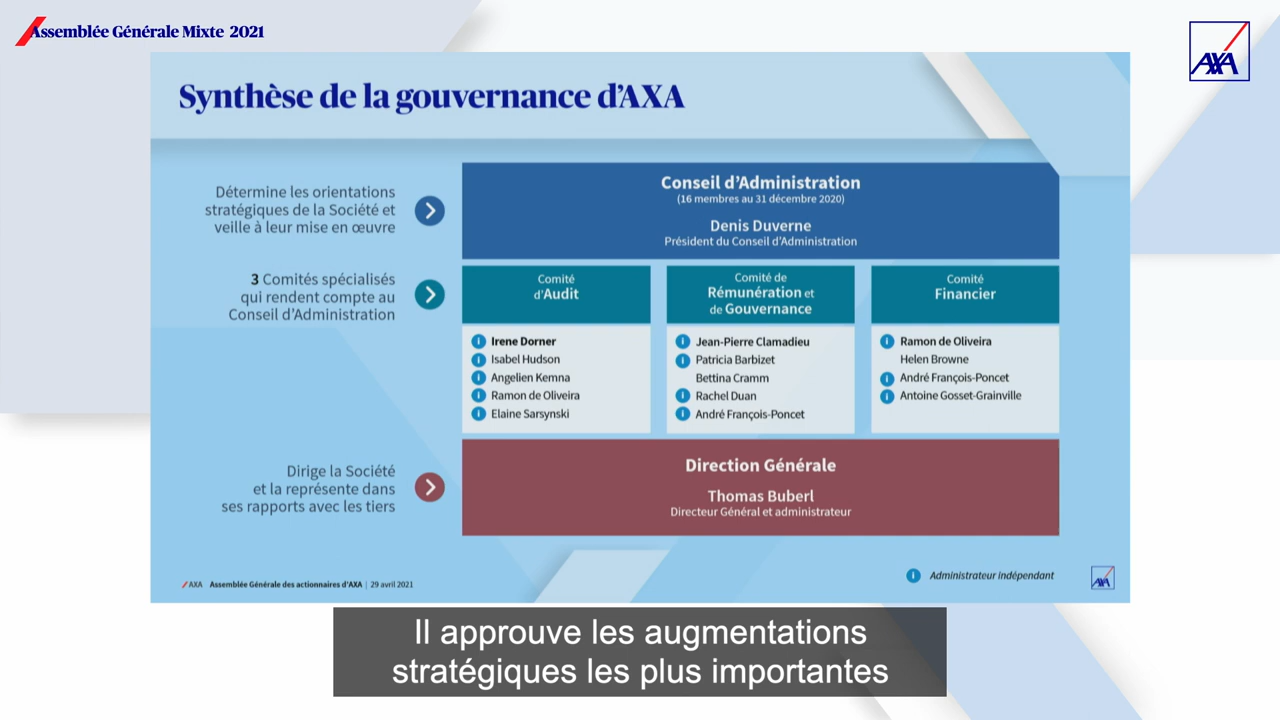 Assemblée Générale Mixte 2021
AXA
Synthèse de la gouvernance d'AXA
Détermine les orientations
stratégiques de la Société et
veille à leur mise en œuvre
Conseil d'Administration
(16 membres au 31 décembre 2020)
Denis Duverne
Président du Conseil d'Administration
3 Comités spécialisés
qui rendent compte au
Conseil d'Administration
Comité
d'Audit
i Irene Dorner
i Isabel Hudson
i Angelien Kemna
i Ramon de Oliveira
i Elaine Sarsynski
Comité de
Rémunération et
de Gouvernance
i Jean-Pierre Clamadieu
i Patricia Barbizet
Bettina Cramm
i Rachel Duan
i André François-Poncet
Comité
Financier
i Ramon de Oliveira
Helen Browne
i André François-Poncet
i Antoine Gosset-Grainville
Dirige la Société
et la représente dans
ses rapports avec les tiers
Direction Générale
Thomas Buberl
Directeur Général et administrateur
AXA Assemblée Générale des actionnaires d'AXA | 29 avril 2021
i Administrateur indépendant
AXA
Il approuve les augmentations
stratégiques les plus importantes